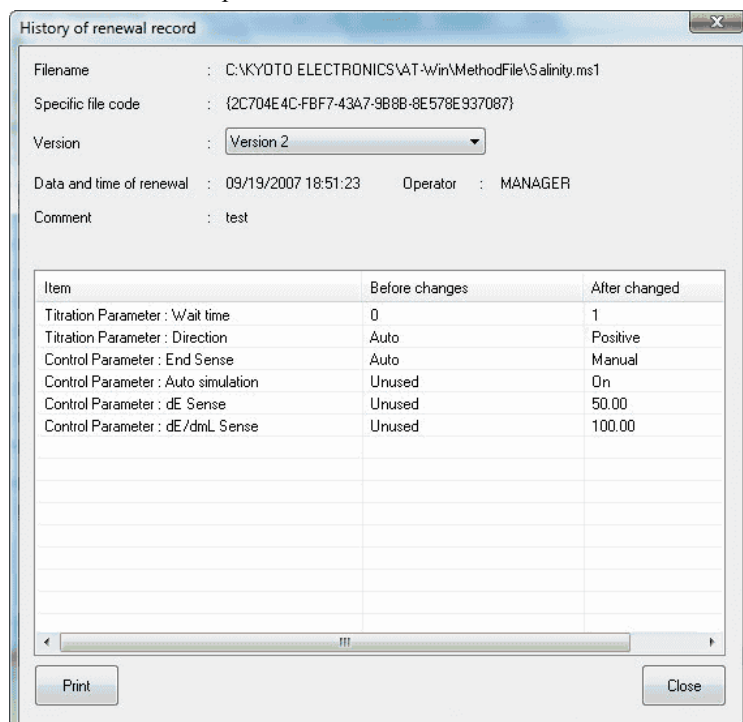 History of renewal record
Filename : C:\KYOTO ELECTRONICS\AT-Win\MethodFile\Salinity.ms1
Specific file code : {2C704E4C-FBF7-43A7-9B8B-8E578E937087}
Version : Version 2
Data and time of renewal : 09/19/2007 18:51:23 Operator : MANAGER
Comment : test
Item Before changes After changed
Titration Parameter : Wait time 0 1
Titration Parameter : Direction Auto Positive
Control Parameter : End Sense Auto Manual
Control Parameter : Auto simulation Unused On
Control Parameter : dE Sense Unused 50.00
Control Parameter : dE/dmL Sense Unused 100.00
Print Close